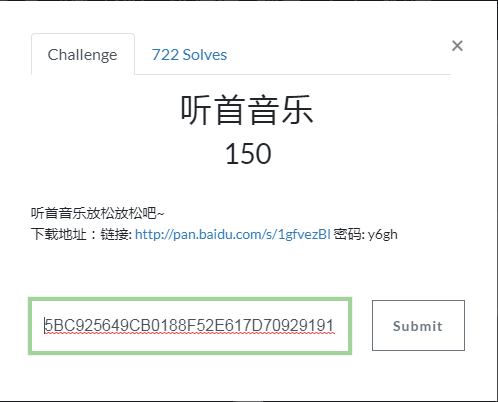 Challenge
722 Solves
×
听首音乐
150
听首音乐放松放松吧~
下载地址：链接: http://pan.baidu.com/s/1gfvezBl 密码: y6gh
5BC925649CB0188F52E617D70929191
Submit